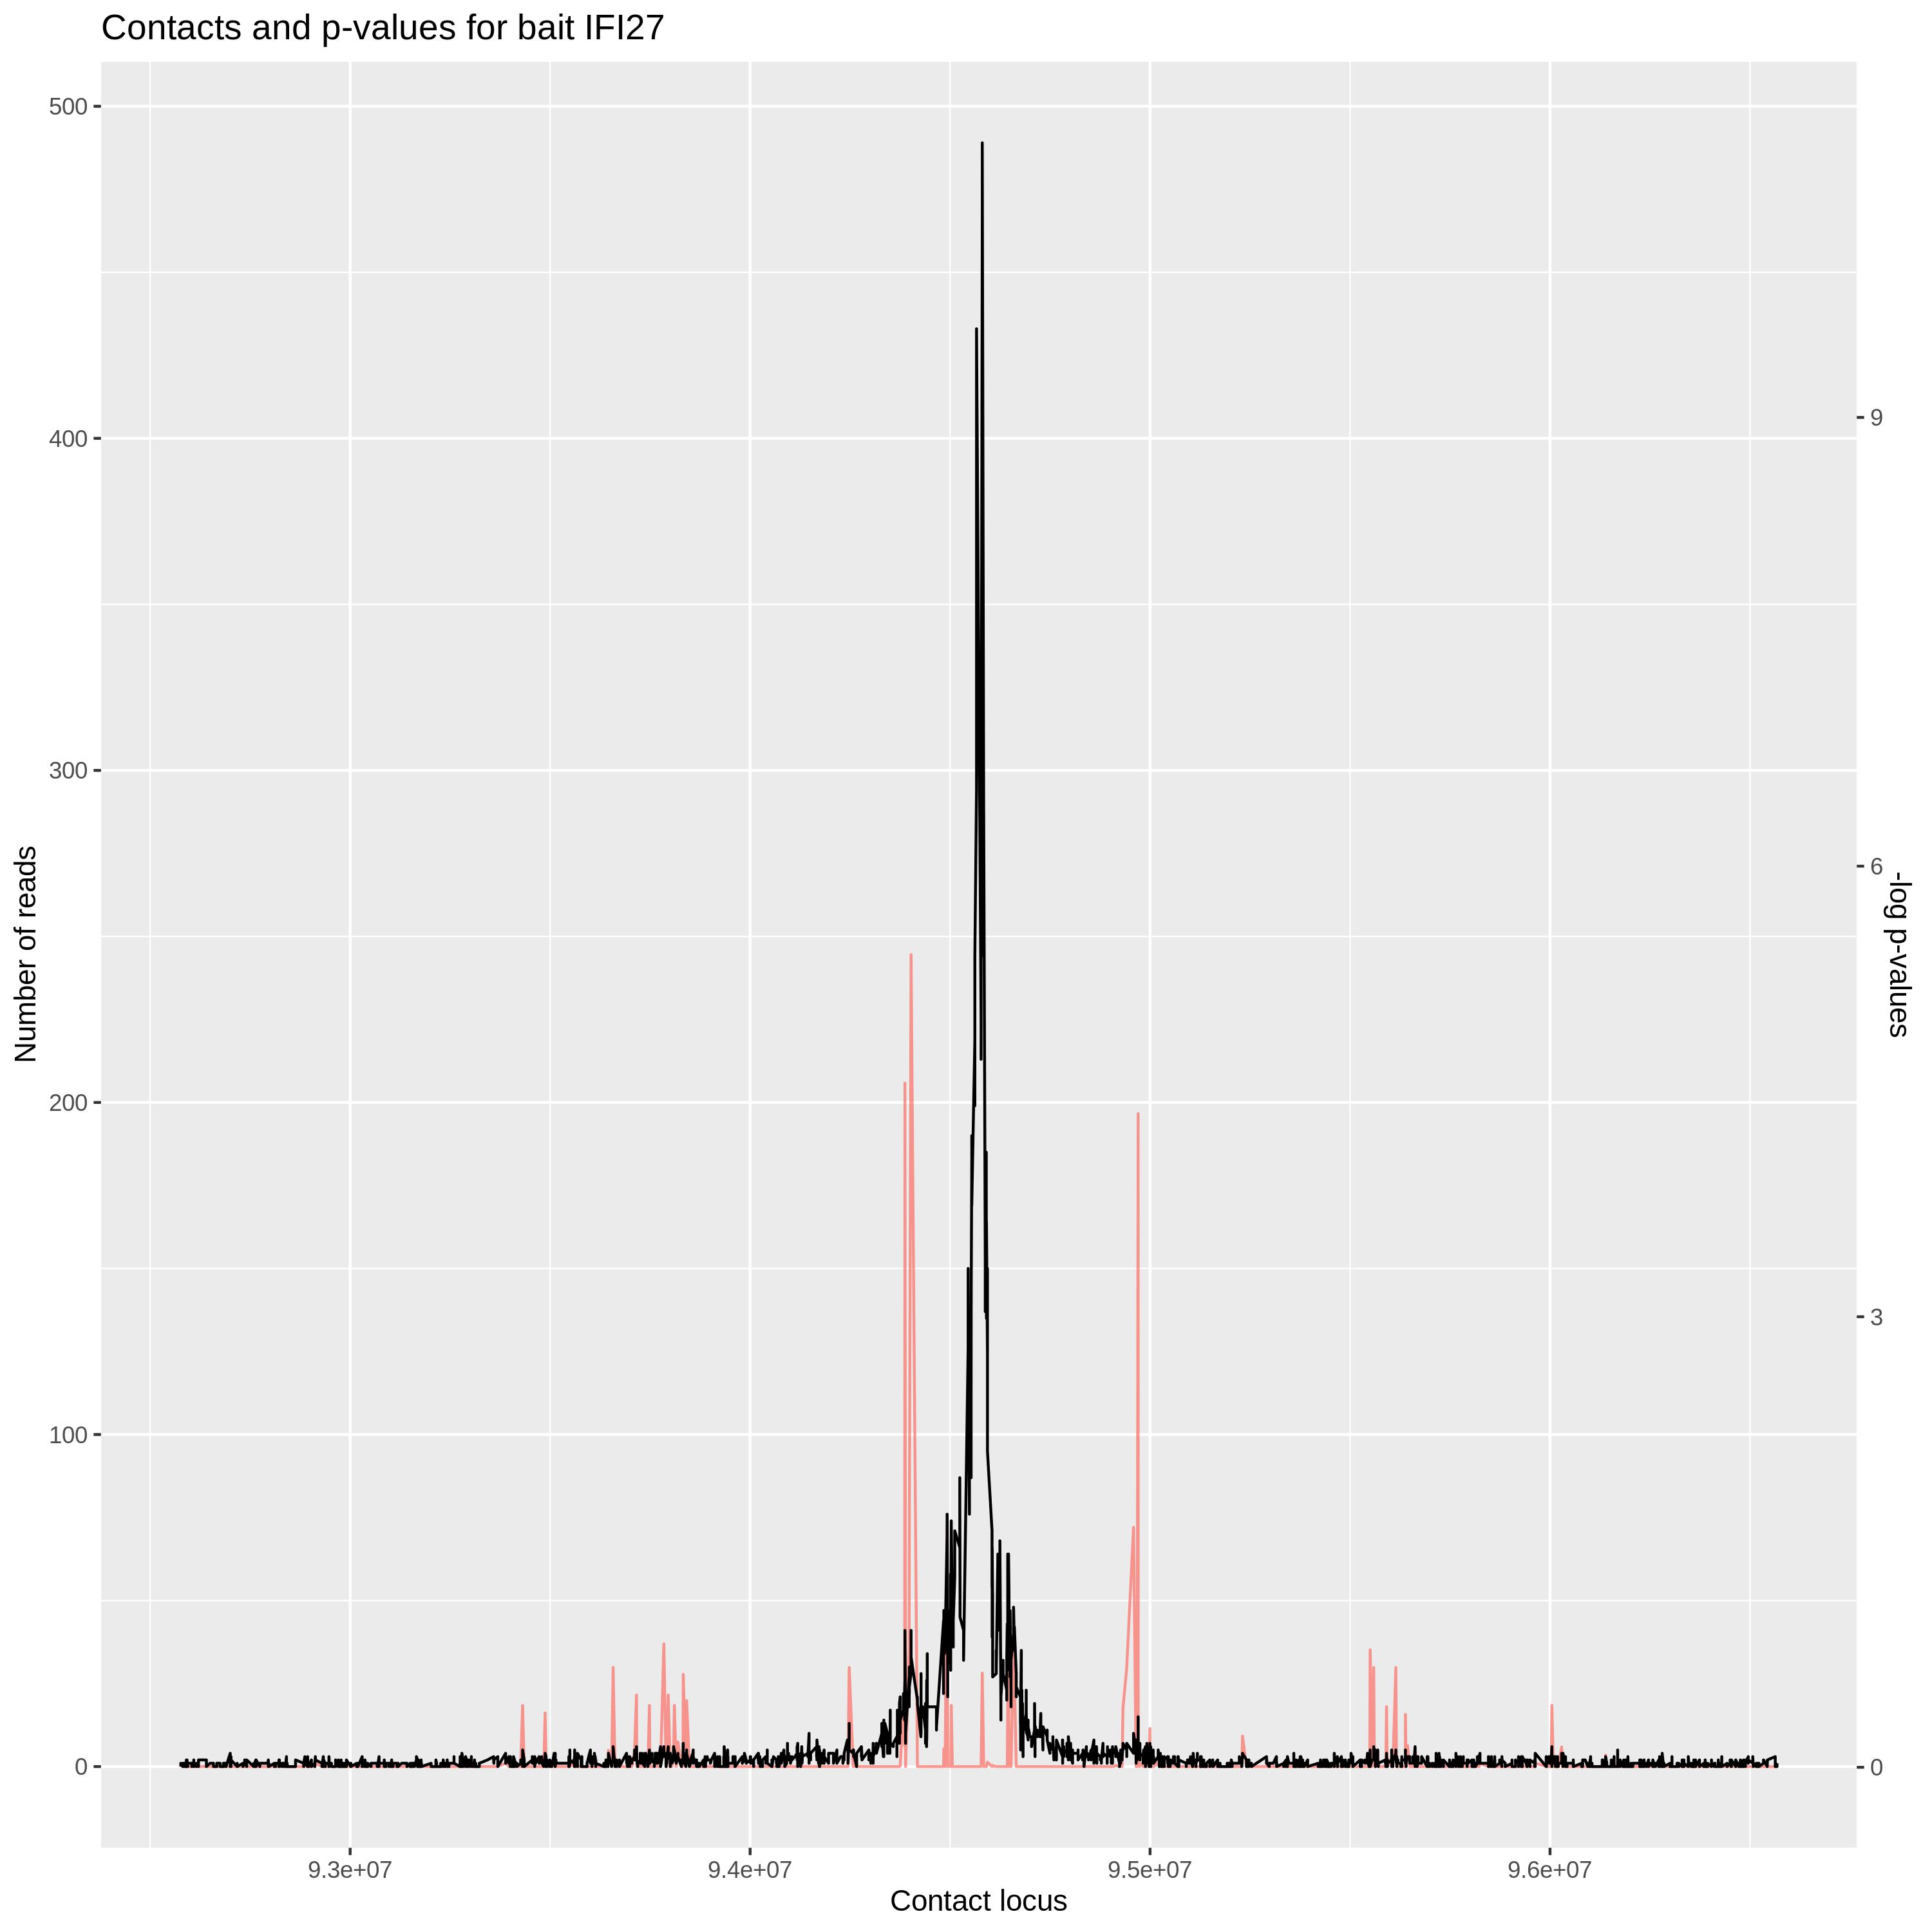 Contacts and p-values for bait IFI27
500
400
300
200
100
0
Number of reads
9
6
3
0
-log p-values
9.3e+07
9.4e+07
9.5e+07
9.6e+07
Contact locus